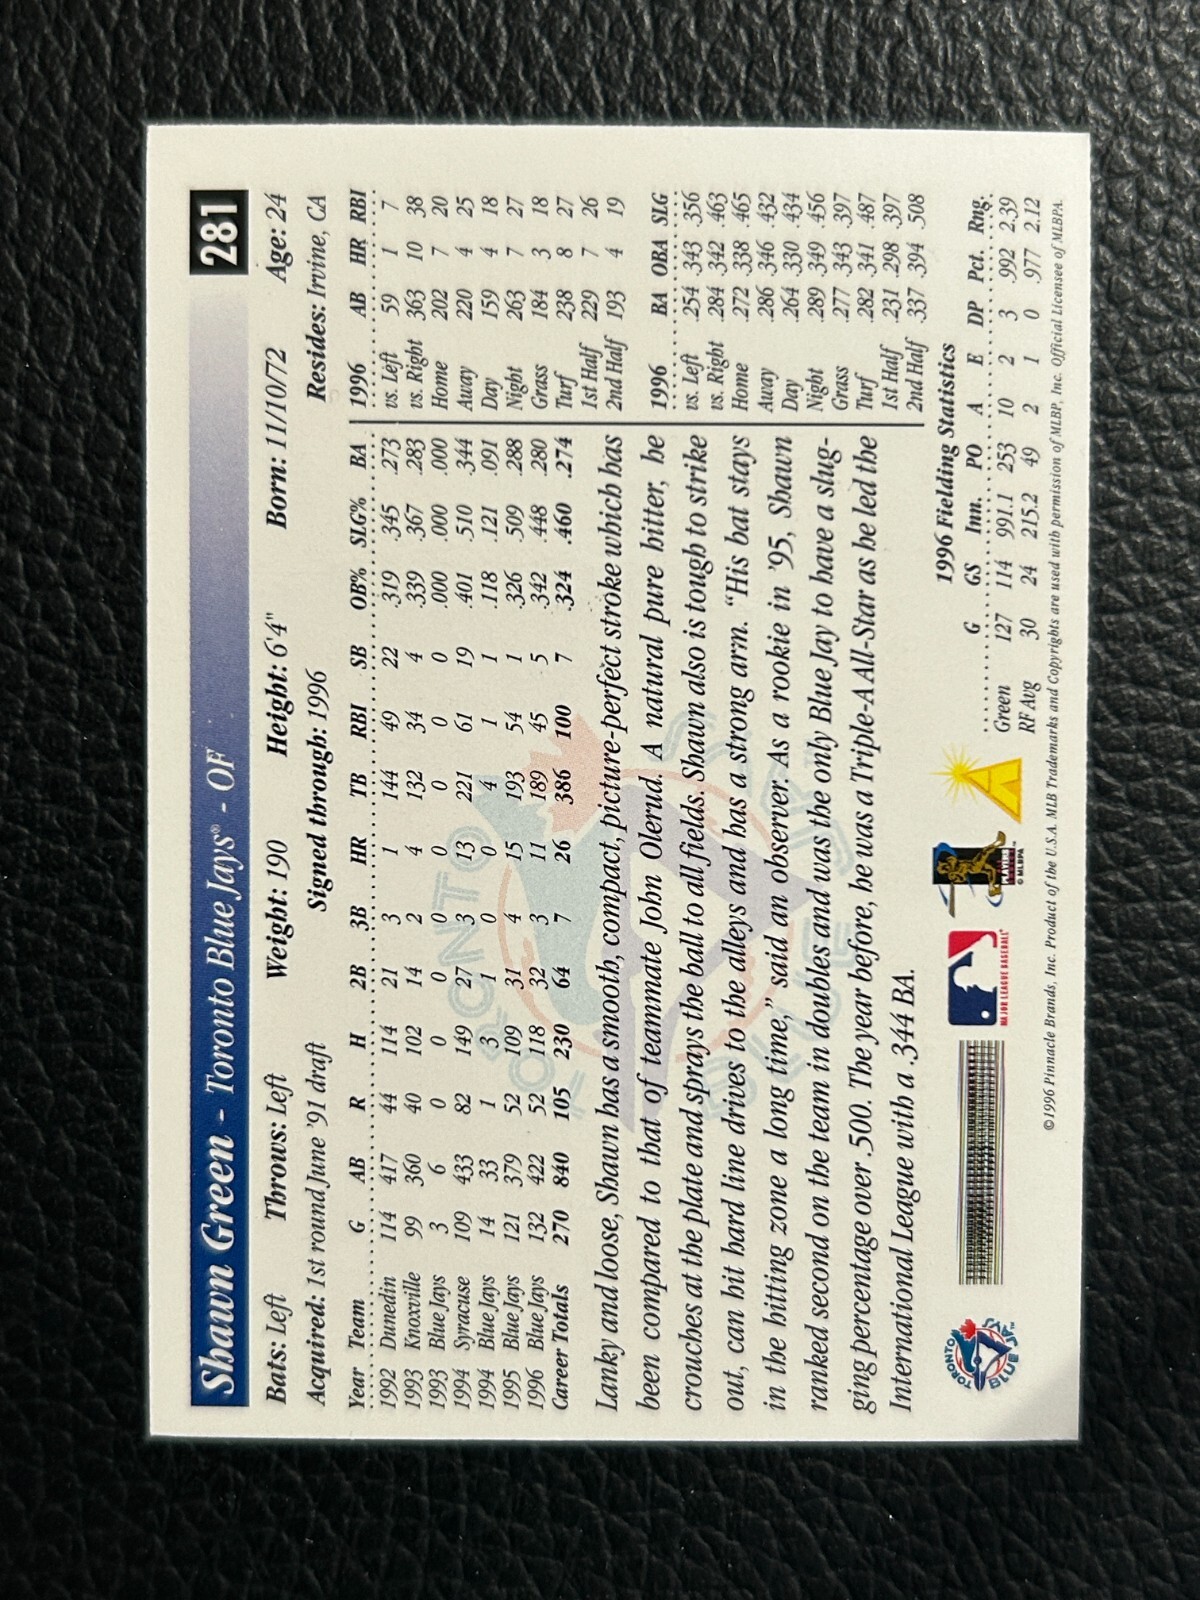 Shawn Green - Toronto Blue Jays® - OF 281
Bats: Left Throws: Left Weight: 190 Height: 6'4" Born: 11/10/72 Age: 24
Acquired: 1st round June '91 draft Signed through: 1996 Resides: Irvine, CA
Year Team G AB R H 2B 3B HR TB RBI SB OB% SLG% BA
1992 Dunedin 114 417 44 114 21 3 1 144 49 22 .319 .345 .273
1993 Knoxville 99 360 40 102 14 2 4 132 34 4 .339 .367 .283
1993 Blue Jays 3 6 0 0 0 0 0 0 0 0 .000 .000 .000
1994 Syracuse 109 433 82 149 27 3 13 221 61 19 .401 .510 .344
1994 Blue Jays 14 33 1 3 1 0 0 4 1 1 .118 .121 .091
1995 Blue Jays 121 379 52 109 31 4 15 193 54 1 .326 .509 .288
1996 Blue Jays 132 422 52 118 32 3 11 189 45 5 .342 .448 .280
Career Totals 270 840 105 230 64 7 26 386 100 7 .324 .460 .274
1996 AB HR RBI
vs. Left 59 1 7
vs. Right 363 10 38
Home 202 7 20
Away 220 4 25
Day 159 4 18
Night 263 7 27
Grass 184 3 18
Turf 238 8 27
1st Half 229 7 26
2nd Half 193 4 19
1996 BA OBA SLG
vs. Left .254 .343 .356
vs. Right .284 .342 .463
Home .272 .338 .465
Away .286 .346 .432
Day .264 .330 .434
Night .289 .349 .456
Grass .277 .343 .397
Turf .282 .341 .487
1st Half .231 .298 .397
2nd Half .337 .394 .508
Lanky and loose, Shawn has a smooth, compact, picture-perfect stroke which has
been compared to that of teammate John Olerud. A natural pure hitter, he
crouches at the plate and sprays the ball to all fields. Shawn also is tough to strike
out, can hit hard line drives to the alleys and has a strong arm. "His bat stays
in the hitting zone a long time," said an observer. As a rookie in '95, Shawn
ranked second on the team in doubles and was the only Blue Jay to have a slug-
ging percentage over .500. The year before, he was a Triple-A All-Star as he led the
International League with a .344 BA.
TORONTO
BLUE JAYS
1996 Fielding Statistics
G GS Inn. PO A E DP Pct. Rng.
Green 127 114 991.1 253 10 2 3 .992 2.39
RF Avg 30 24 215.2 49 2 1 0 .977 2.12
TORONTO
BLUE JAYS
MAJOR LEAGUE BASEBALL
PLAYERS
© MLBPA
©1996 Pinnacle Brands, Inc. Product of the U.S.A. MLB Trademarks and Copyrights are used with permission of MLBP, Inc. Official Licensee of MLBPA.